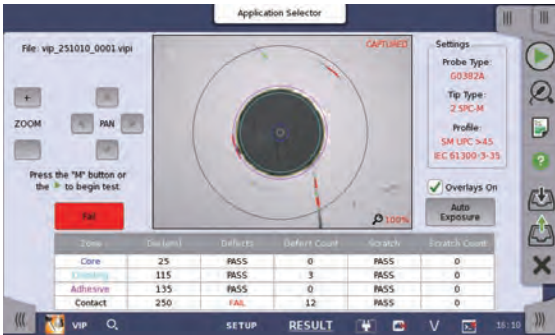 Application Selector
File: vip_251010_0001.vipi
CAPTURED
Settings
Probe Type:
G0382A
Tip Type:
2.5PC-M
Profile:
SM UPC >45
IEC 61300-3-35
ZOOM
PAN
Press the "M" button or
the to begin test
Fail
100%
Overlays On
Auto
Exposure
Zone Dia(um) Defects Defect Count Scratch Scratch Count
Core 25 PASS 0 PASS 0
Cladding 115 PASS 3 PASS 0
Adhesive 135 PASS 0 PASS 0
Contact 250 FAIL 12 PASS 0
VIP SETUP RESULT V 16:10